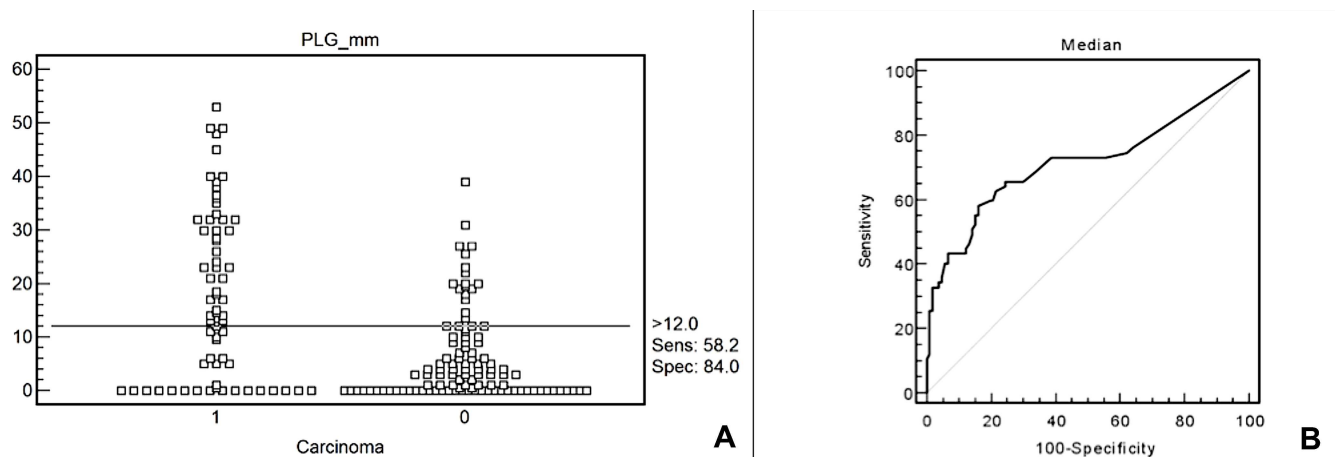 PLG_mm
60
50
40
30
20
10
0
>12.0
Sens: 58.2
Spec: 84.0
1 0
Carcinoma
A
Median
100
80
60
40
20
0
Sensitivity
0 20 40 60 80 100
100-Specificity
B